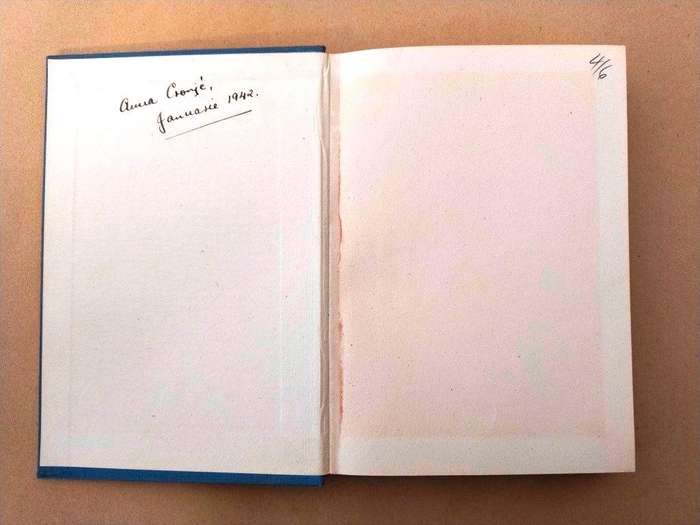 Anna Cronjé,
Januarie 1942.
4/6